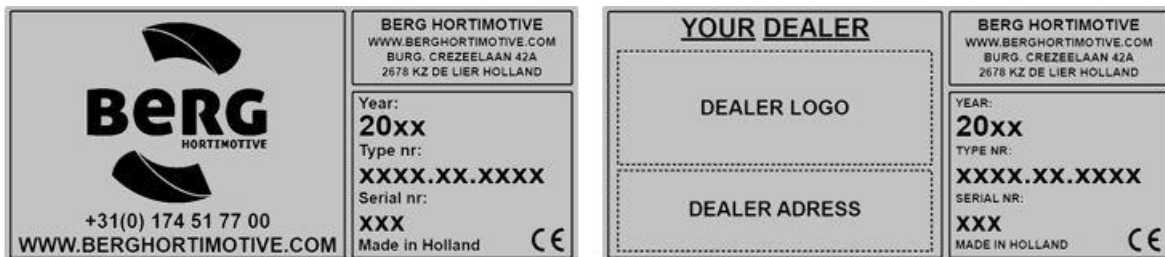 BERG
HORTIMOTIVE
+31(0) 174 51 77 00
WWW.BERGHORTIMOTIVE.COM
BERG HORTIMOTIVE
WWW.BERGHORTIMOTIVE.COM
BURG. CREZEELAAN 42A
2678 KZ DE LIER HOLLAND
Year:
20xx
Type nr:
xxxx.xx.xxxx
Serial nr:
xxx
Made in Holland CE
YOUR DEALER
DEALER LOGO
DEALER ADRESS
BERG HORTIMOTIVE
WWW.BERGHORTIMOTIVE.COM
BURG. CREZEELAAN 42A
2678 KZ DE LIER HOLLAND
YEAR:
20xx
TYPE NR:
xxxx.xx.xxxx
SERIAL NR:
xxx
MADE IN HOLLAND CE